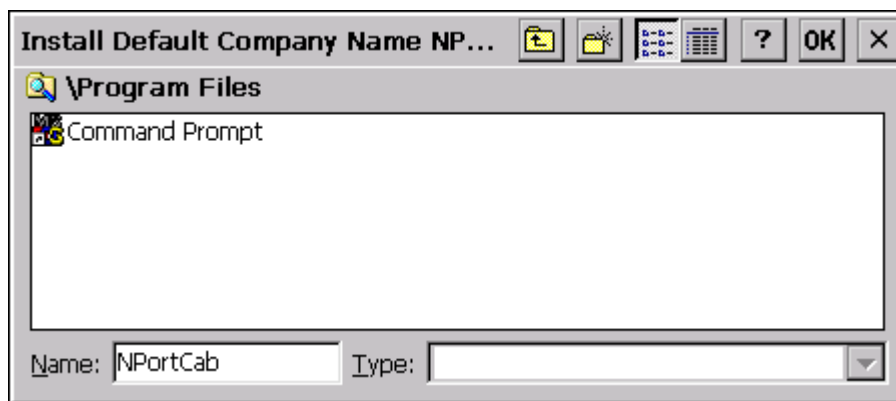 Install Default Company Name NP... ? OK ×
\Program Files
Command Prompt
Name: NPortCab Type: